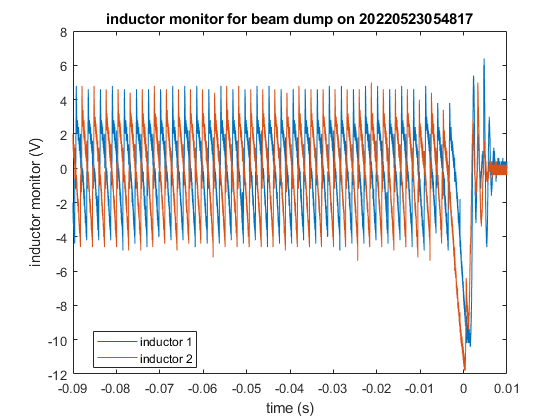 inductor monitor for beam dump on 20220523054817
8
6
4
2
0
-2
-4
-6
-8
-10
-12
inductor monitor (V)
inductor 1
inductor 2
-0.09 -0.08 -0.07 -0.06 -0.05 -0.04 -0.03 -0.02 -0.01 0 0.01
time (s)